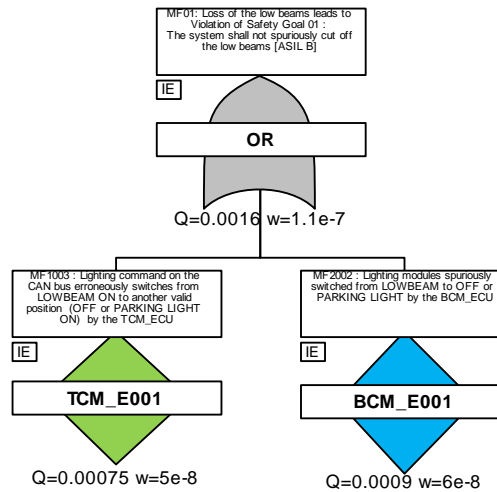 MF01: Loss of the low beams leads to
Violation of Safety Goal 01 :
The system shall not spuriously cut off
the low beams [ASIL B]
IE
OR
Q=0.0016 w=1.1e-7
MF1003 : Lighting command on the
CAN bus erroneously switches from
LOWBEAM ON to another valid
position (OFF or PARKING LIGHT
ON) by the TCM_ECU
IE
TCM_E001
Q=0.00075 w=5e-8
MF2002 : Lighting modules spuriously
switched from LOWBEAM to OFF or
PARKING LIGHT by the BCM_ECU
IE
BCM_E001
Q=0.0009 w=6e-8